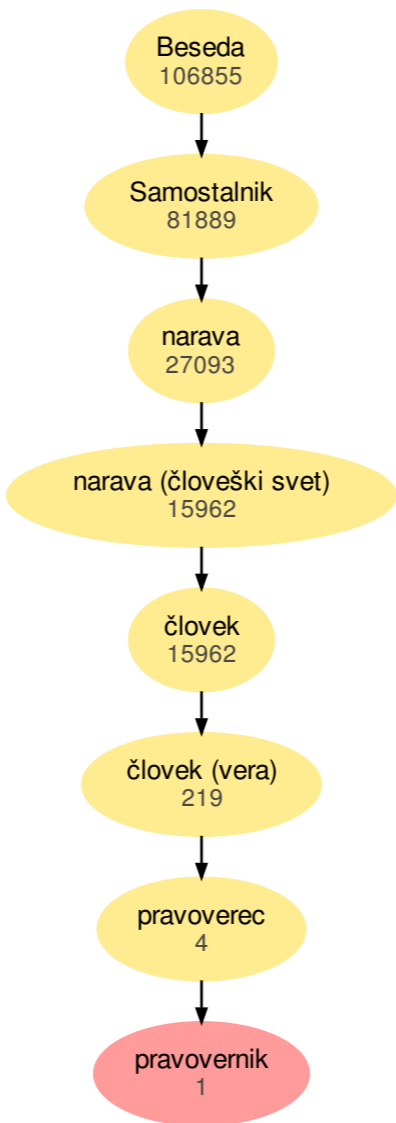 Beseda
106855
Samostalnik
81889
narava
27093
narava (človeški svet)
15962
človek
15962
človek (vera)
219
pravoverec
4
pravovernik
1